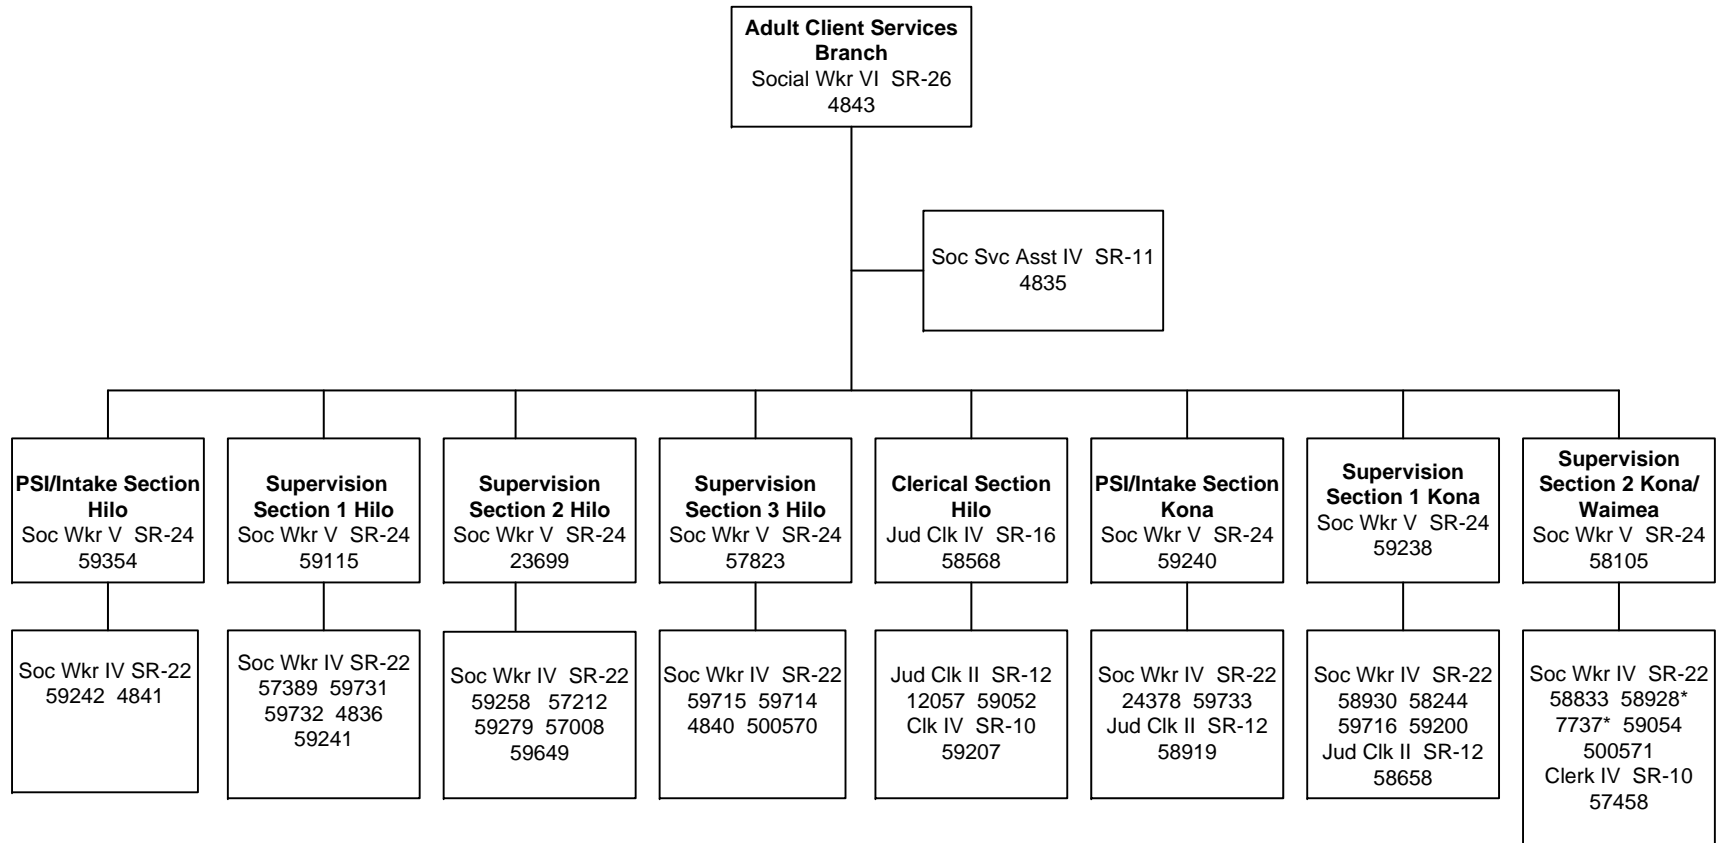 Adult Client Services
Branch
Social Wkr VI  SR-26
4843
Soc Svc Asst IV  SR-11
4835
PSI/Intake Section
Hilo
Soc Wkr V  SR-24
59354
Supervision
Section 1 Hilo
Soc Wkr V  SR-24
59115
Supervision
Section 2 Hilo
Soc Wkr V  SR-24
23699
Supervision
Section 3 Hilo
Soc Wkr V  SR-24
57823
Clerical Section
Hilo
Jud Clk IV  SR-16
58568
PSI/Intake Section
Kona
Soc Wkr V  SR-24
59240
Supervision
Section 1 Kona
Soc Wkr V  SR-24
59238
Supervision
Section 2 Kona/
Waimea
Soc Wkr V  SR-24
58105
Soc Wkr IV SR-22
59242  4841
Soc Wkr IV SR-22
57389  59731
59732  4836
59241
Soc Wkr IV  SR-22
59258  57212
59279  57008
59649
Soc Wkr IV  SR-22
59715  59714
4840  500570
Jud Clk II  SR-12
12057  59052
Clk IV  SR-10
59207
Soc Wkr IV  SR-22
24378  59733
Jud Clk II  SR-12
58919
Soc Wkr IV  SR-22
58930  58244
59716  59200
Jud Clk II  SR-12
58658
Soc Wkr IV  SR-22
58833  58928*
7737*  59054
500571
Clerk IV  SR-10
57458